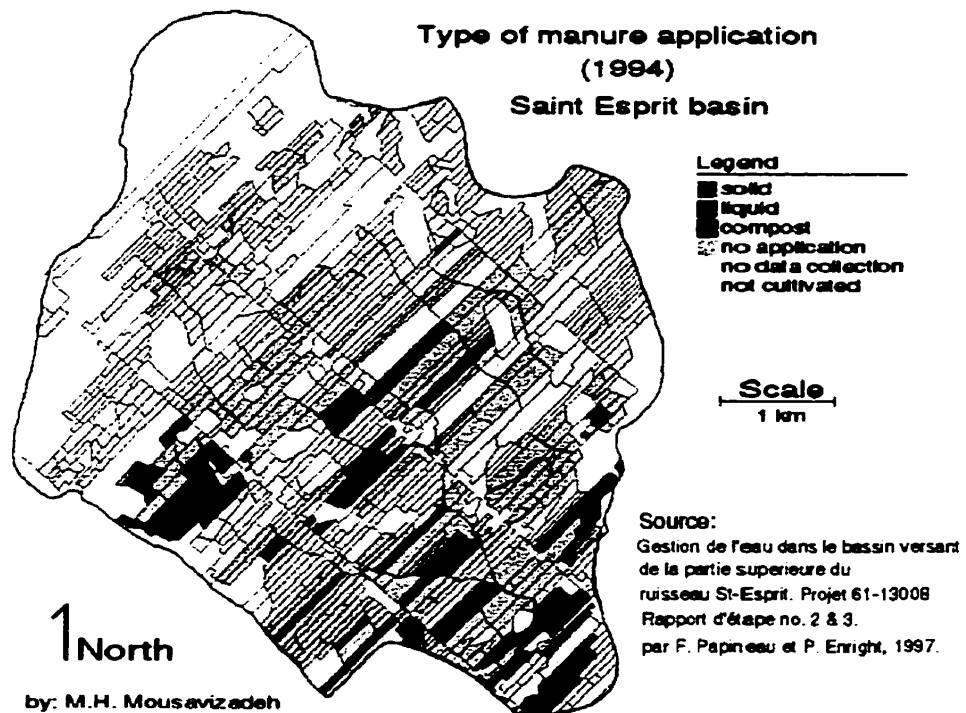 Type of manure application
(1994)
Saint Esprit basin
Legend
solid
liquid
compost
no application
no data collection
not cultivated
Scale
1 km
Source:
Gestion de l'eau dans le bassin versant
de la partie superieure du
ruisseau St-Esprit. Projet 61-13008
Rapport d'étape no. 2 & 3.
par F. Papineau et P. Enright, 1997.
North
by: M.H. Mousavizadeh